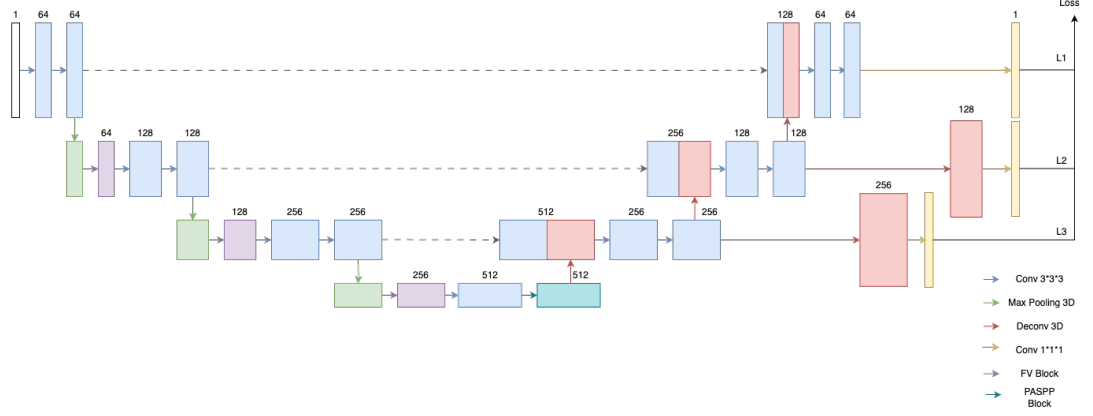 Loss
1 64 64 128 64 64 1
L1
64 128 128 256 128 128 128
L2
128 256 256 512 256 256 256
L3
256 512 512
Conv 3*3*3
Max Pooling 3D
Deconv 3D
Conv 1*1*1
FV Block
PASPP
Block